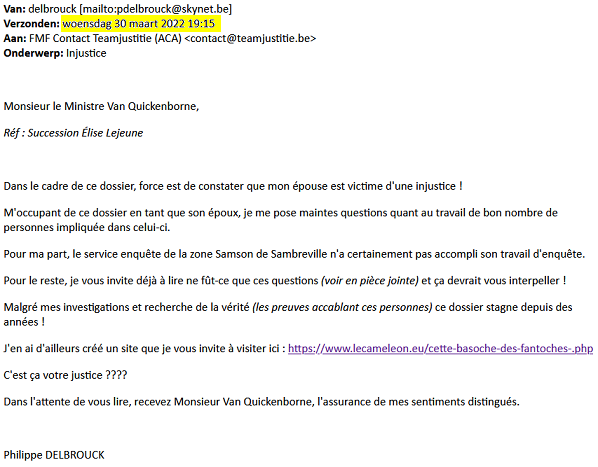 Van: delbrouck [mailto:pdelbrouck@skynet.be]
Verzonden: woensdag 30 maart 2022 19:15
Aan: FMF Contact Teamjustitie (ACA) <contact@teamjustitie.be>
Onderwerp: Injustice
Monsieur le Ministre Van Quickenborne,
Réf : Succession Élise Lejeune
Dans le cadre de ce dossier, force est de constater que mon épouse est victime d'une injustice !
M'occupant de ce dossier en tant que son époux, je me pose maintes questions quant au travail de bon nombre de
personnes impliquée dans celui-ci.
Pour ma part, le service enquête de la zone Samson de Sambreville n'a certainement pas accompli son travail d'enquête.
Pour le reste, je vous invite déjà à lire ne fût-ce que ces questions (voir en pièce jointe) et ça devrait vous interpeller !
Malgré mes investigations et recherche de la vérité (les preuves accablant ces personnes) ce dossier stagne depuis des
années !
J'en ai d'ailleurs créé un site que je vous invite à visiter ici : https://www.lecameleon.eu/cette-basoche-des-fantoches-.php
C'est ça votre justice ????
Dans l'attente de vous lire, recevez Monsieur Van Quickenborne, l'assurance de mes sentiments distingués.
Philippe DELBROUCK